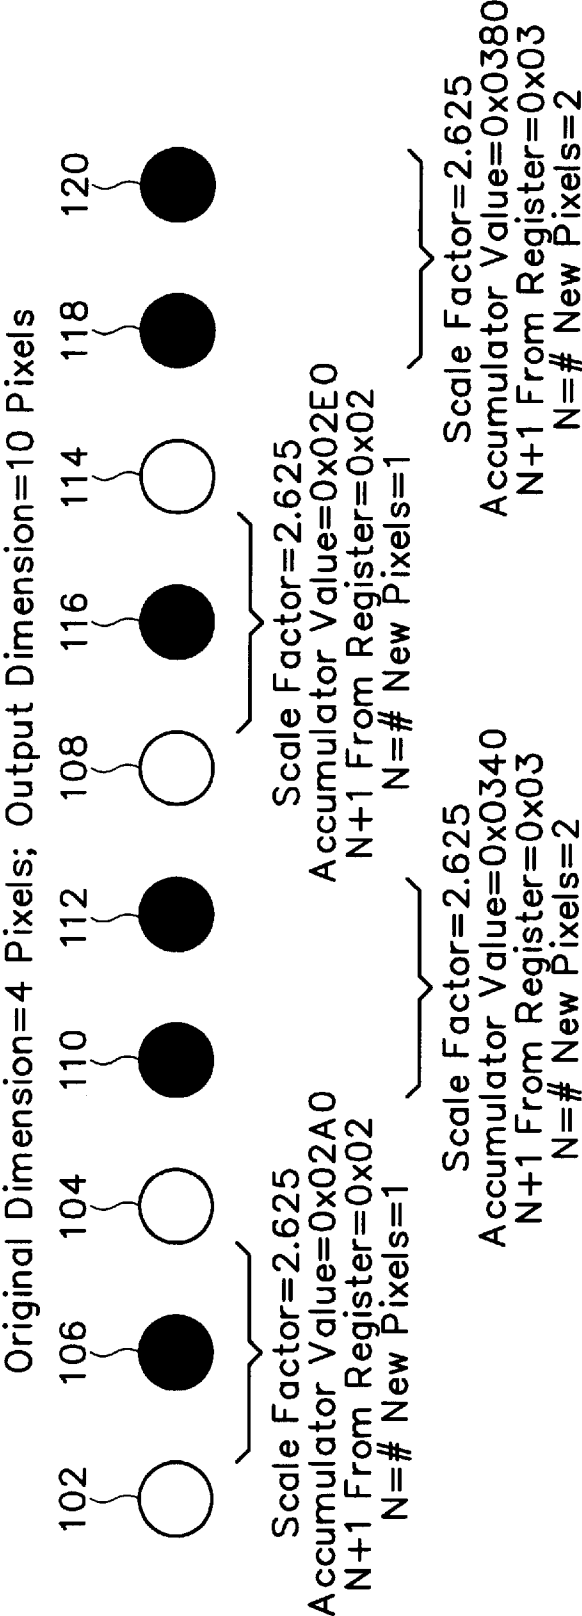 Original Dimension=4 Pixels; Output Dimension=10 Pixels
102 106 104 110 112 108 116 114 118 120
Scale Factor=2.625
Accumulator Value=0x02A0
N+1 From Register=0x02
N=# New Pixels=1
Scale Factor=2.625
Accumulator Value=0x0340
N+1 From Register=0x03
N=# New Pixels=2
Scale Factor=2.625
Accumulator Value=0x02E0
N+1 From Register=0x02
N=# New Pixels=1
Scale Factor=2.625
Accumulator Value=0x0380
N+1 From Register=0x03
N=# New Pixels=2